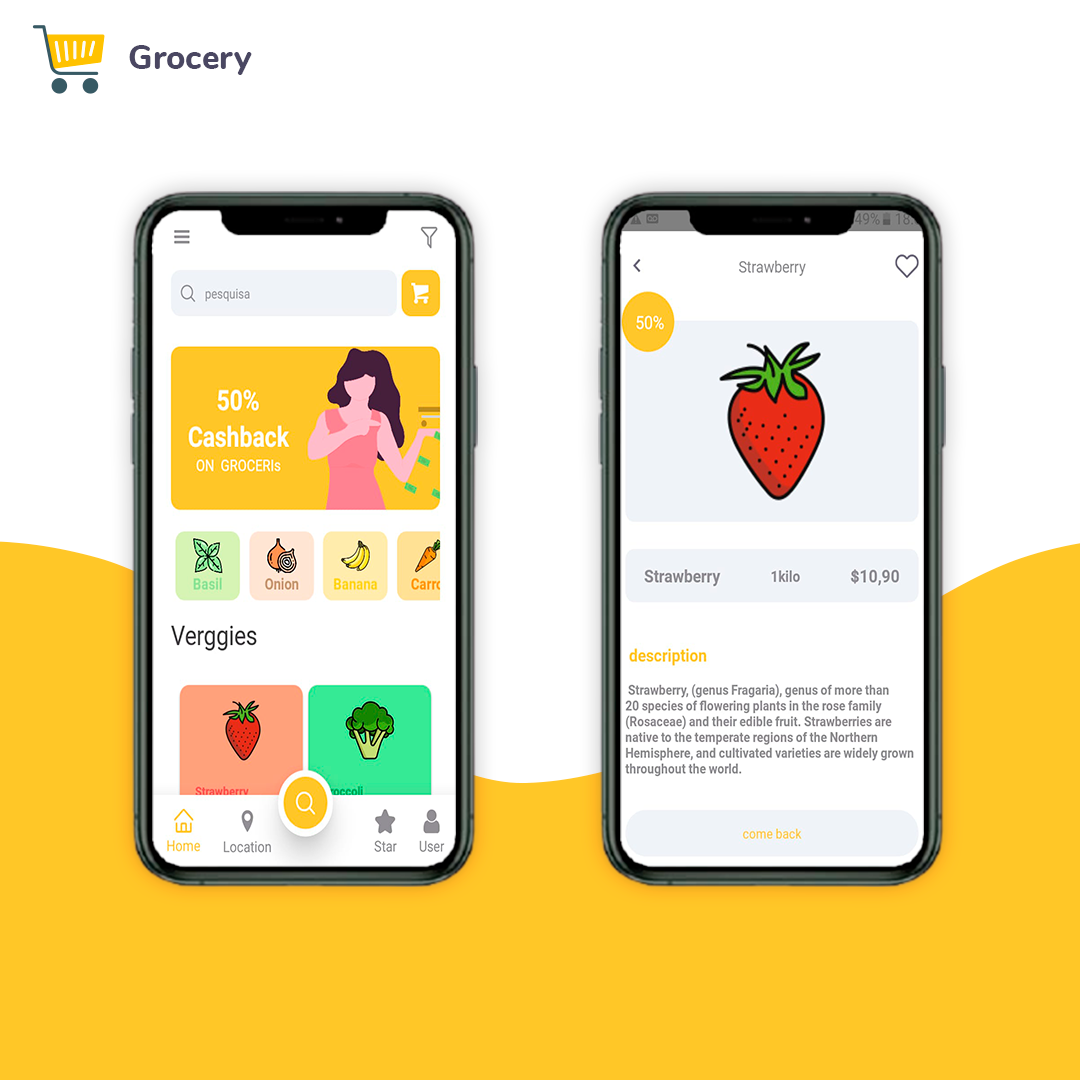 Grocery
pesquisa
50%
Cashback
ON GROCERIs
Basil
Onion
Banana
Carro
Verggies
Strawberry
roccoli
Home
Location
Star
User
49%
18:
Strawberry
50%
Strawberry 1kilo $10,90
description
Strawberry, (genus Fragaria), genus of more than
20 species of flowering plants in the rose family
(Rosaceae) and their edible fruit. Strawberries are
native to the temperate regions of the Northern
Hemisphere, and cultivated varieties are widely grown
throughout the world.
come back